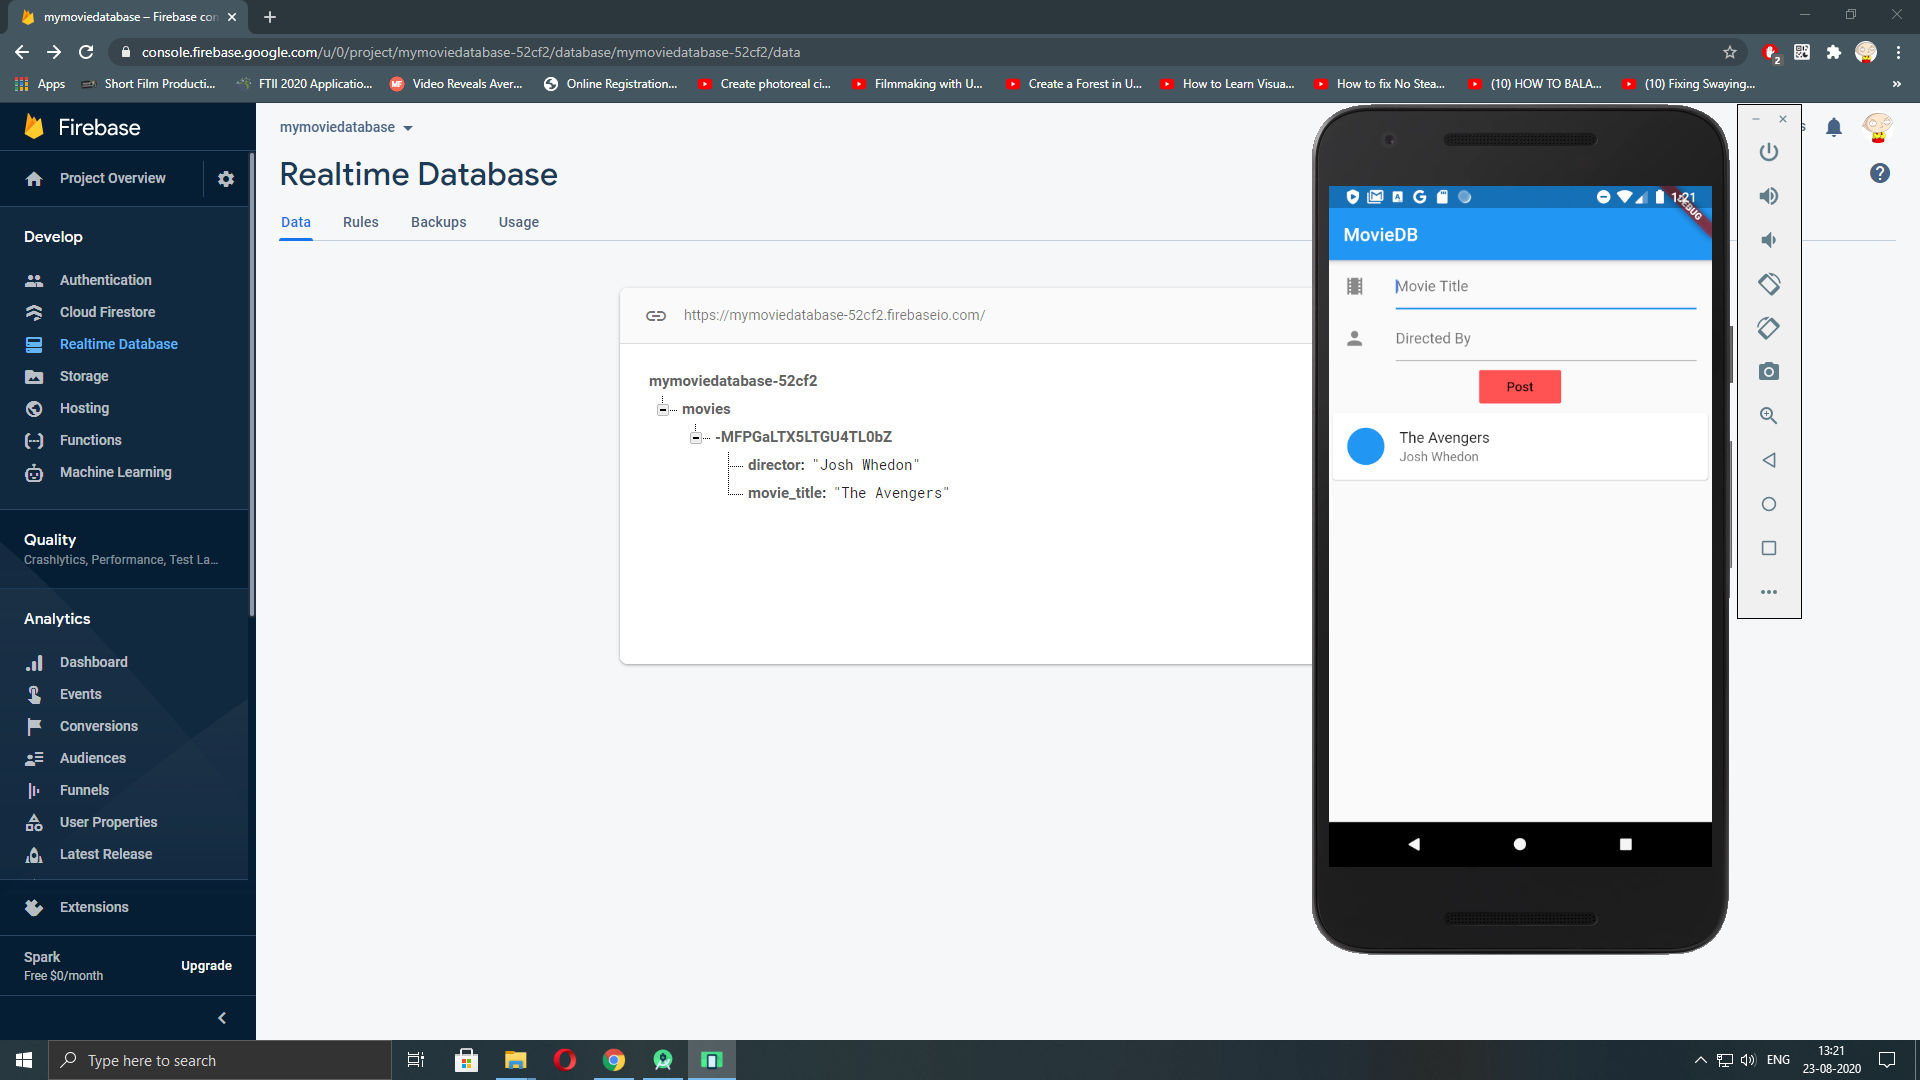 mymoviedatabase – Firebase con
console.firebase.google.com/u/0/project/mymoviedatabase-52cf2/database/mymoviedatabase-52cf2/data
2
Apps
Short Film Producti...
FTII 2020 Applicatio...
MF
Video Reveals Aver...
Online Registration...
Create photoreal ci...
Filmmaking with U...
Create a Forest in U...
How to Learn Visua...
How to fix No Stea...
(10) HOW TO BALA...
(10) Fixing Swaying...
»
Firebase
Project Overview
Develop
Authentication
Cloud Firestore
Realtime Database
Storage
Hosting
Functions
Machine Learning
Quality
Crashlytics, Performance, Test La...
Analytics
Dashboard
Events
Conversions
Audiences
Funnels
User Properties
Latest Release
Extensions
Spark
Free $0/month
Upgrade
mymoviedatabase
s
Realtime Database
Data
Rules
Backups
Usage
https://mymoviedatabase-52cf2.firebaseio.com/
mymoviedatabase-52cf2
movies
-MFPGaLTX5LTGU4TL0bZ
director: "Josh Whedon"
movie_title: "The Avengers"
1:21
DEBUG
MovieDB
Movie Title
Directed By
Post
The Avengers
Josh Whedon
Type here to search
ENG
13:21
23-08-2020